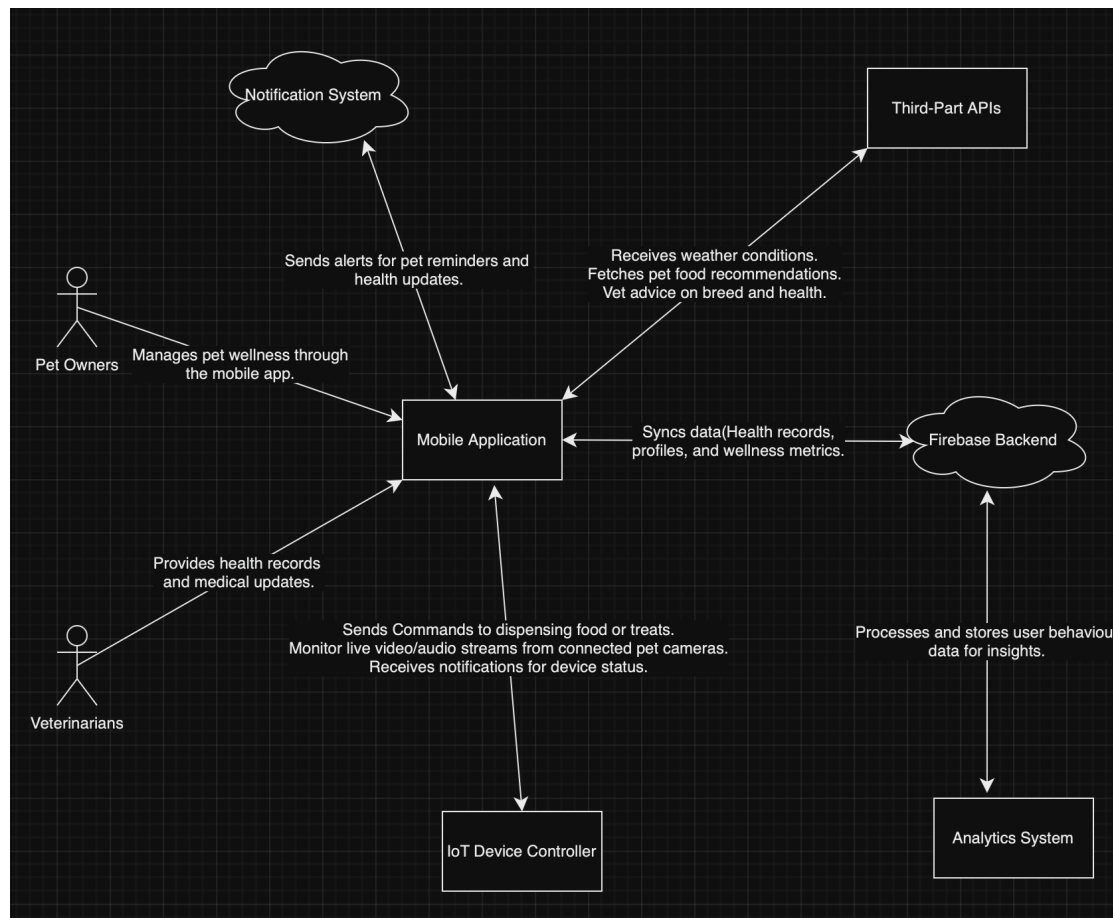 Notification System
Third-Part APIs
Sends alerts for pet reminders and
health updates.
Receives weather conditions.
Fetches pet food recommendations.
Vet advice on breed and health.
Pet Owners
Manages pet wellness through
the mobile app.
Mobile Application
Syncs data(Health records,
profiles, and wellness metrics.
Firebase Backend
Provides health records
and medical updates.
Veterinarians
Sends Commands to dispensing food or treats.
Monitor live video/audio streams from connected pet cameras.
Receives notifications for device status.
Processes and stores user behaviou
data for insights.
IoT Device Controller
Analytics System